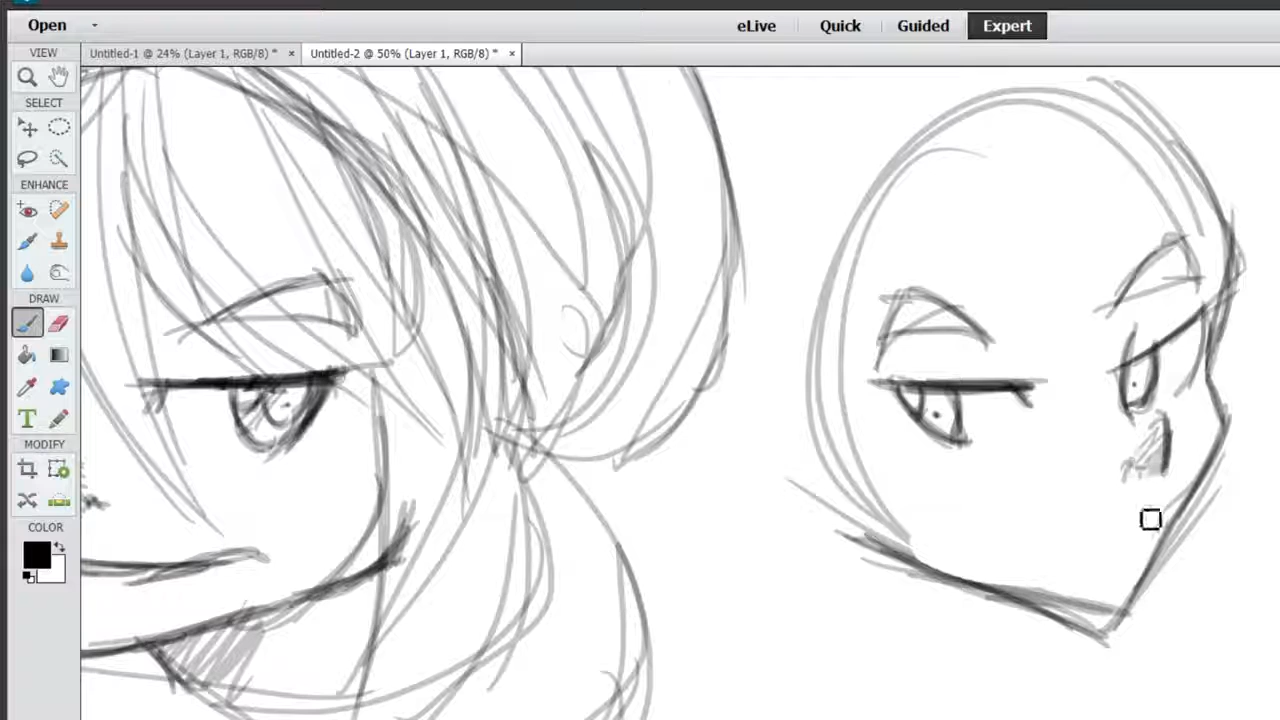 Open eLive Quick Guided Expert
VIEW Untitled-1 @ 24% (Layer 1, RGB/8) * × Untitled-2 @ 50% (Layer 1, RGB/8) * ×
SELECT
ENHANCE
DRAW
T
MODIFY
COLOR